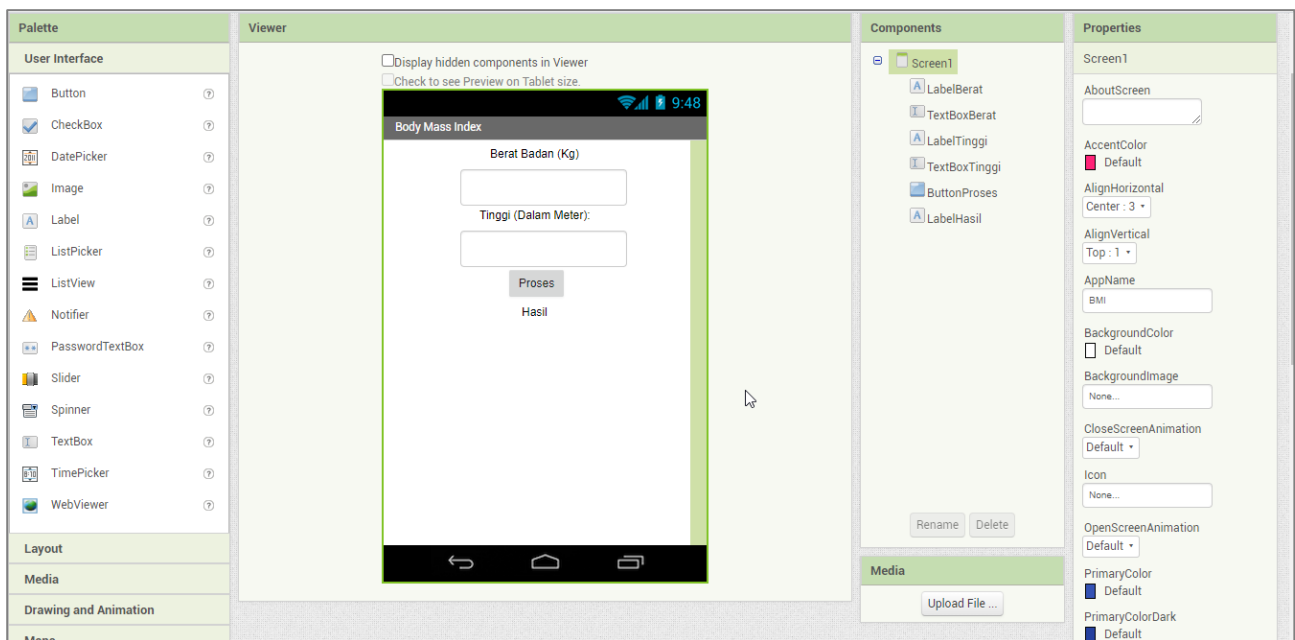 Palette
User Interface
Button
CheckBox
DatePicker
Image
Label
ListPicker
ListView
Notifier
PasswordTextBox
Slider
Spinner
TextBox
TimePicker
WebViewer
Layout
Media
Drawing and Animation
Maps
Viewer
Display hidden components in Viewer
Check to see Preview on Tablet size.
9:48
Body Mass Index
Berat Badan (Kg)
Tinggi (Dalam Meter):
Proses
Hasil
Components
Screen1
LabelBerat
TextBoxBerat
LabelTinggi
TextBoxTinggi
ButtonProses
LabelHasil
Rename Delete
Media
Upload File ...
Properties
Screen1
AboutScreen
AccentColor
Default
AlignHorizontal
Center : 3
AlignVertical
Top : 1
AppName
BMI
BackgroundColor
Default
BackgroundImage
None...
CloseScreenAnimation
Default
Icon
None...
OpenScreenAnimation
Default
PrimaryColor
Default
PrimaryColorDark
Default